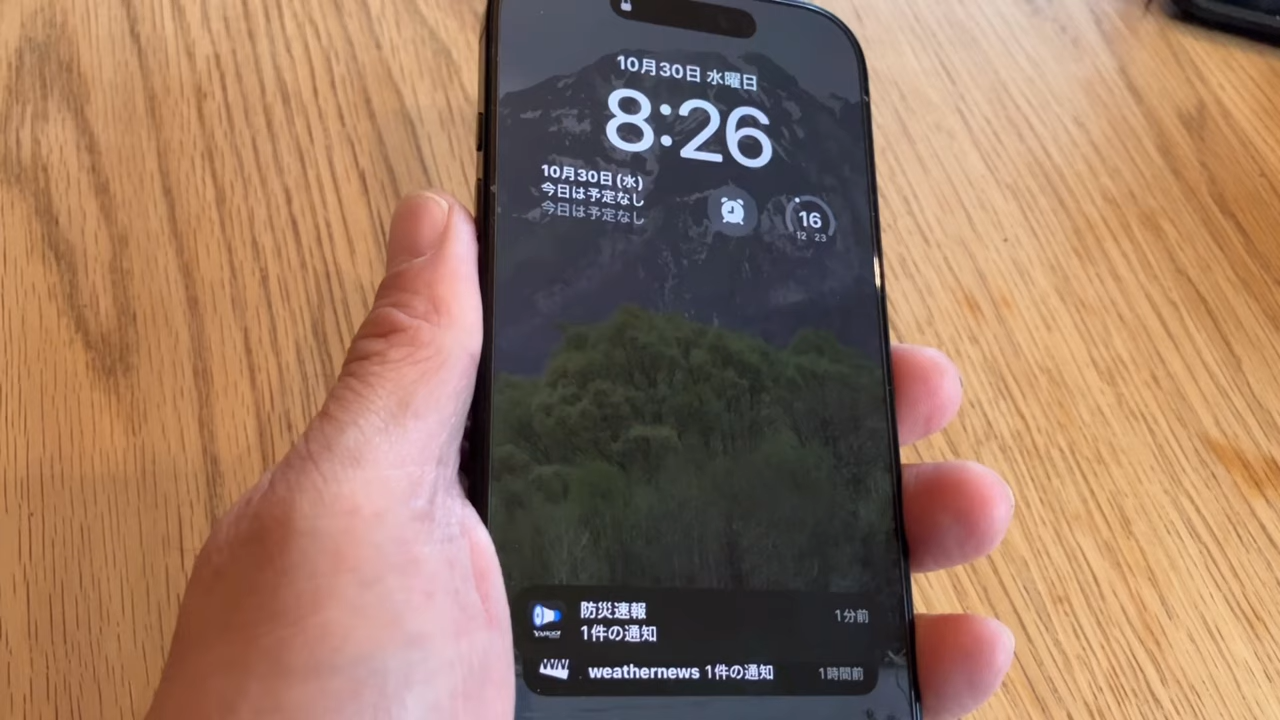 10月30日 水曜日
8:26
10月30日 (水)
今日は予定なし
今日は予定なし
16
12 23
防災速報
1分前
1件の通知
YAHOO!
weathernews 1件の通知
1時間前